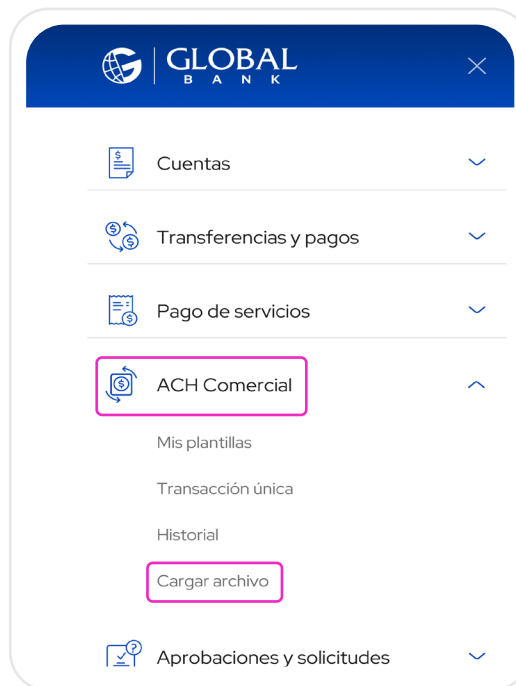 GLOBAL
BANK
Cuentas
Transferencias y pagos
Pago de servicios
ACH Comercial
Mis plantillas
Transacción única
Historial
Cargar archivo
Aprobaciones y solicitudes